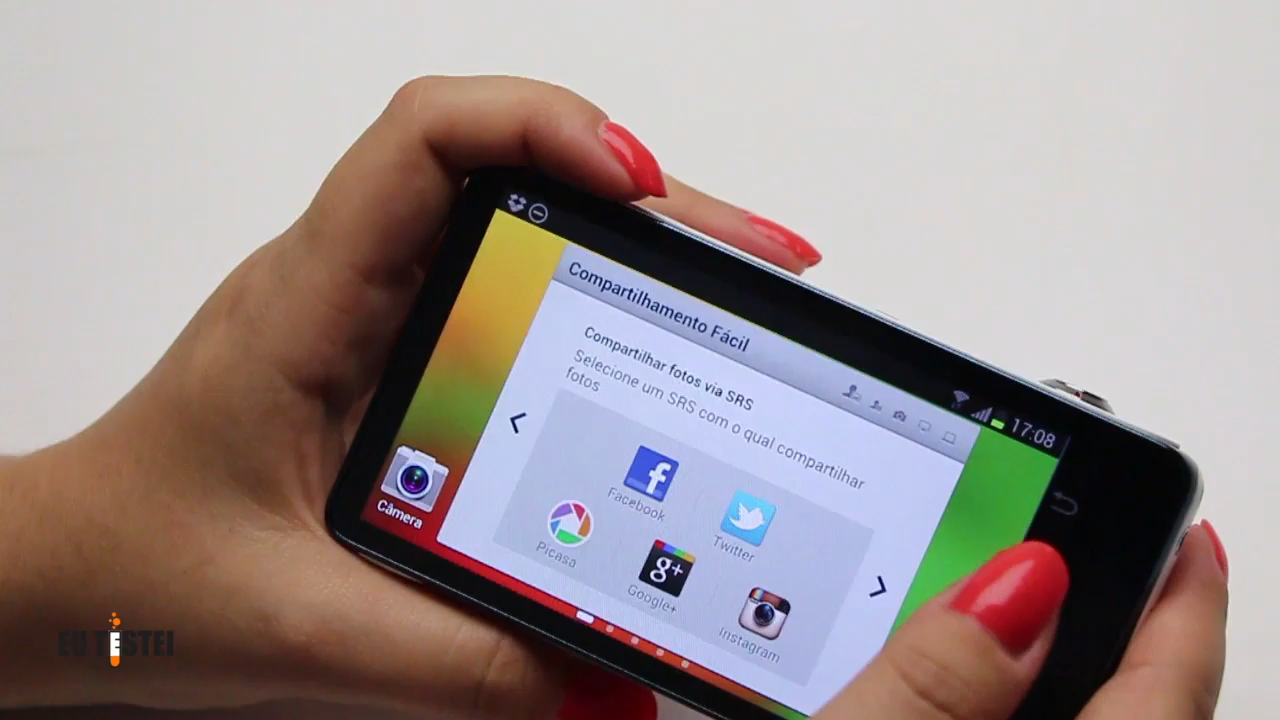 Compartilhamento Fácil
Compartilhar fotos via SRS
Selecione um SRS com o qual compartilhar
fotos
17:08
Facebook
Twitter
Picasa
Google+
Instagram
Câmera
EU TESTEI